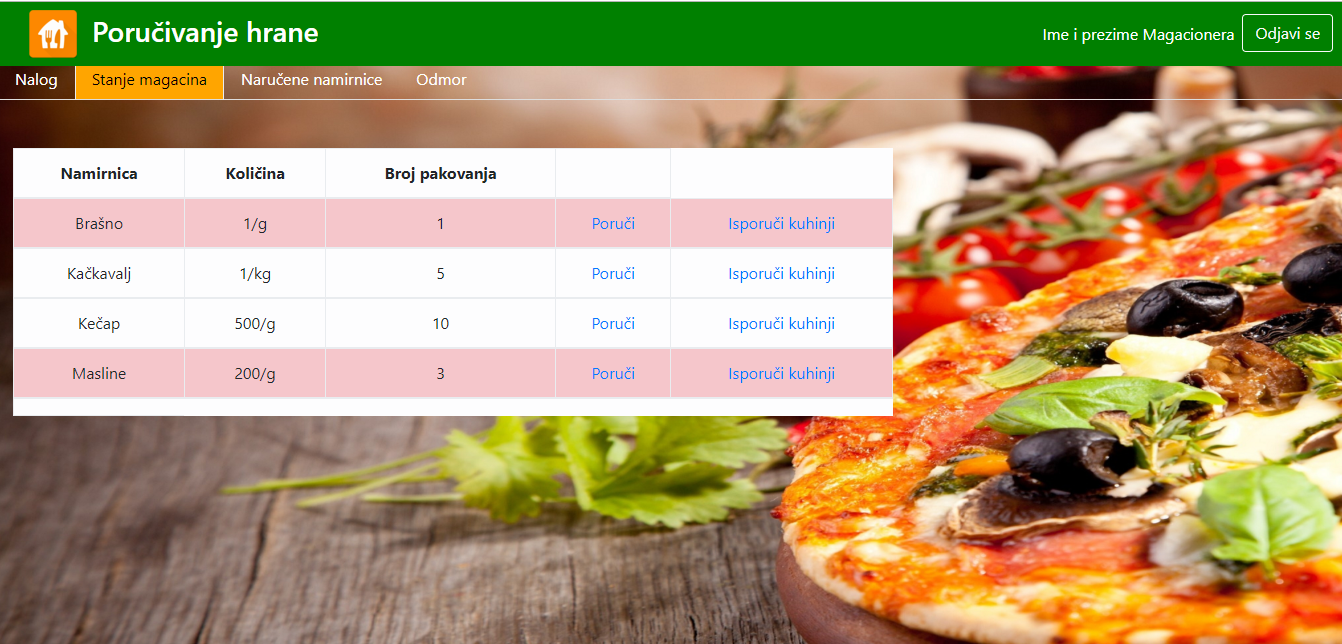 Poručivanje hrane
Ime i prezime Magacionera Odjavi se
Nalog Stanje magacina Naručene namirnice Odmor
Namirnica Količina Broj pakovanja
Brašno 1/g 1 Poruči Isporuči kuhinji
Kačkavalj 1/kg 5 Poruči Isporuči kuhinji
Kečap 500/g 10 Poruči Isporuči kuhinji
Masline 200/g 3 Poruči Isporuči kuhinji